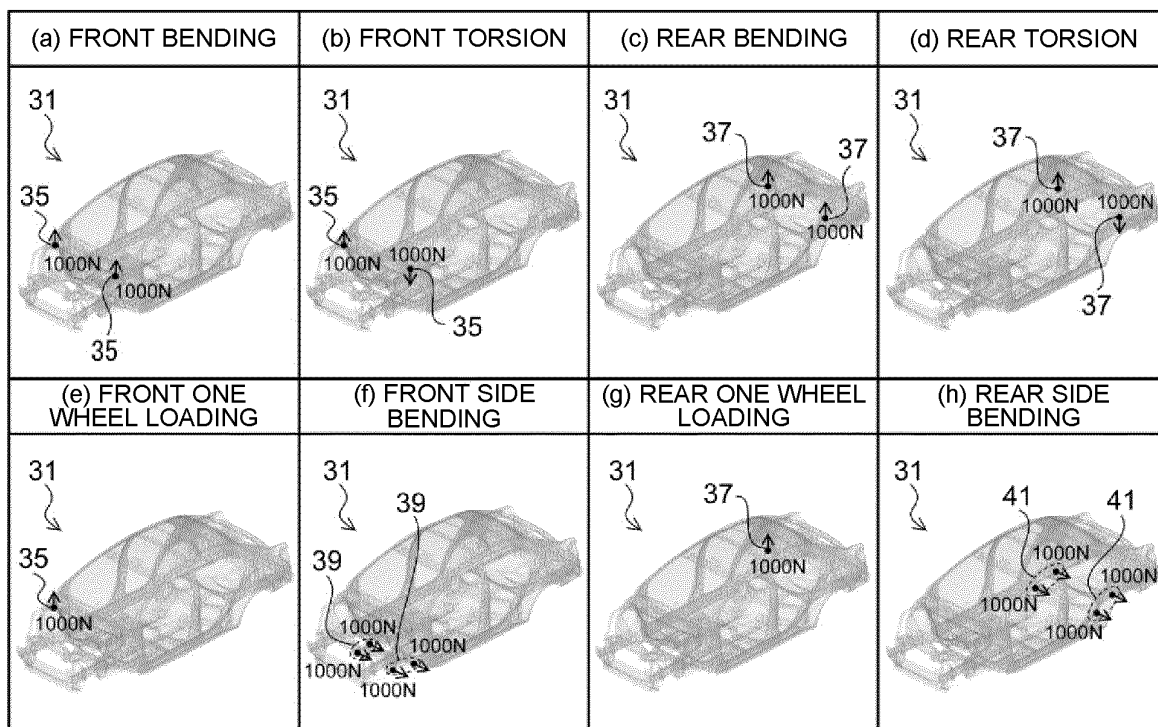 (a) FRONT BENDING
(b) FRONT TORSION
(c) REAR BENDING
(d) REAR TORSION
31
35
1000N
1000N
35
31
35
1000N
1000N
35
31
37
37
1000N
1000N
31
37
1000N
1000N
37
(e) FRONT ONE
WHEEL LOADING
(f) FRONT SIDE
BENDING
(g) REAR ONE WHEEL
LOADING
(h) REAR SIDE
BENDING
31
35
1000N
31
39
39
1000N
1000N
1000N
1000N
31
37
1000N
31
41
41
1000N
1000N
1000N
1000N